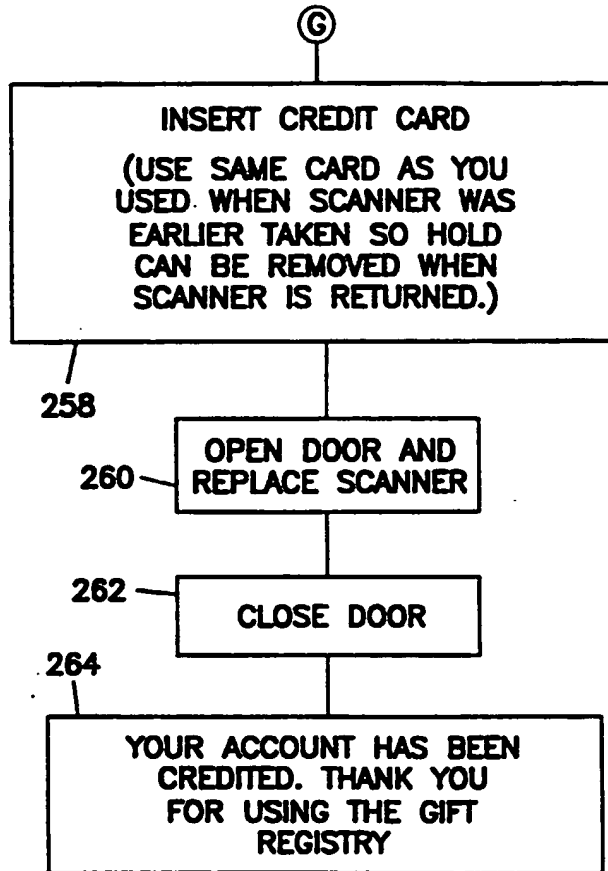 G
INSERT CREDIT CARD
(USE SAME CARD AS YOU
USED WHEN SCANNER WAS
EARLIER TAKEN SO HOLD
CAN BE REMOVED WHEN
SCANNER IS RETURNED.)
258
OPEN DOOR AND
REPLACE SCANNER
260
262
CLOSE DOOR
264
YOUR ACCOUNT HAS BEEN
CREDITED. THANK YOU
FOR USING THE GIFT
REGISTRY